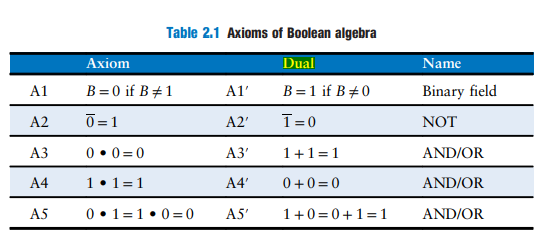 Table 2.1 Axioms of Boolean algebra
Axiom Dual Name
A1 B = 0 if B ≠ 1 A1′ B = 1 if B ≠ 0 Binary field
A2 0̅ = 1 A2′ 1̅ = 0 NOT
A3 0 • 0 = 0 A3′ 1 + 1 = 1 AND/OR
A4 1 • 1 = 1 A4′ 0 + 0 = 0 AND/OR
A5 0 • 1 = 1 • 0 = 0 A5′ 1 + 0 = 0 + 1 = 1 AND/OR